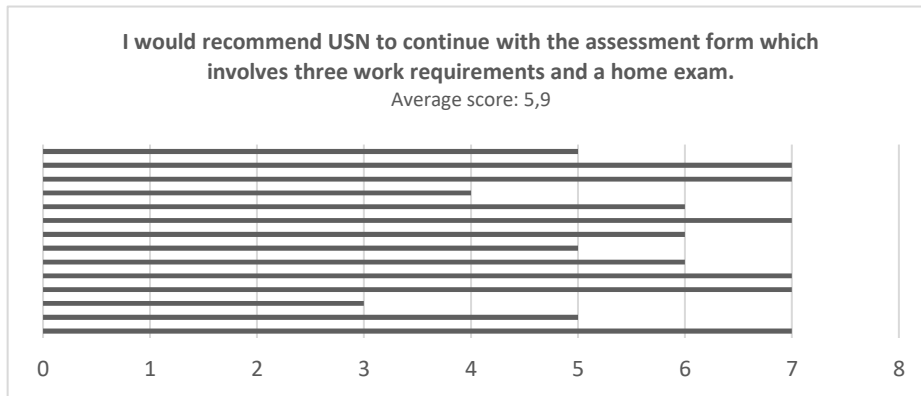 I would recommend USN to continue with the assessment form which
involves three work requirements and a home exam.
Average score: 5,9
0 1 2 3 4 5 6 7 8